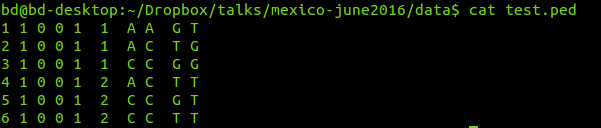 bd@bd-desktop:~/Dropbox/talks/mexico-june2016/data$ cat test.ped
1 1 0 0 1  1  A A  G T
2 1 0 0 1  1  A C  T G
3 1 0 0 1  1  C C  G G
4 1 0 0 1  2  A C  T T
5 1 0 0 1  2  C C  G T
6 1 0 0 1  2  C C  T T